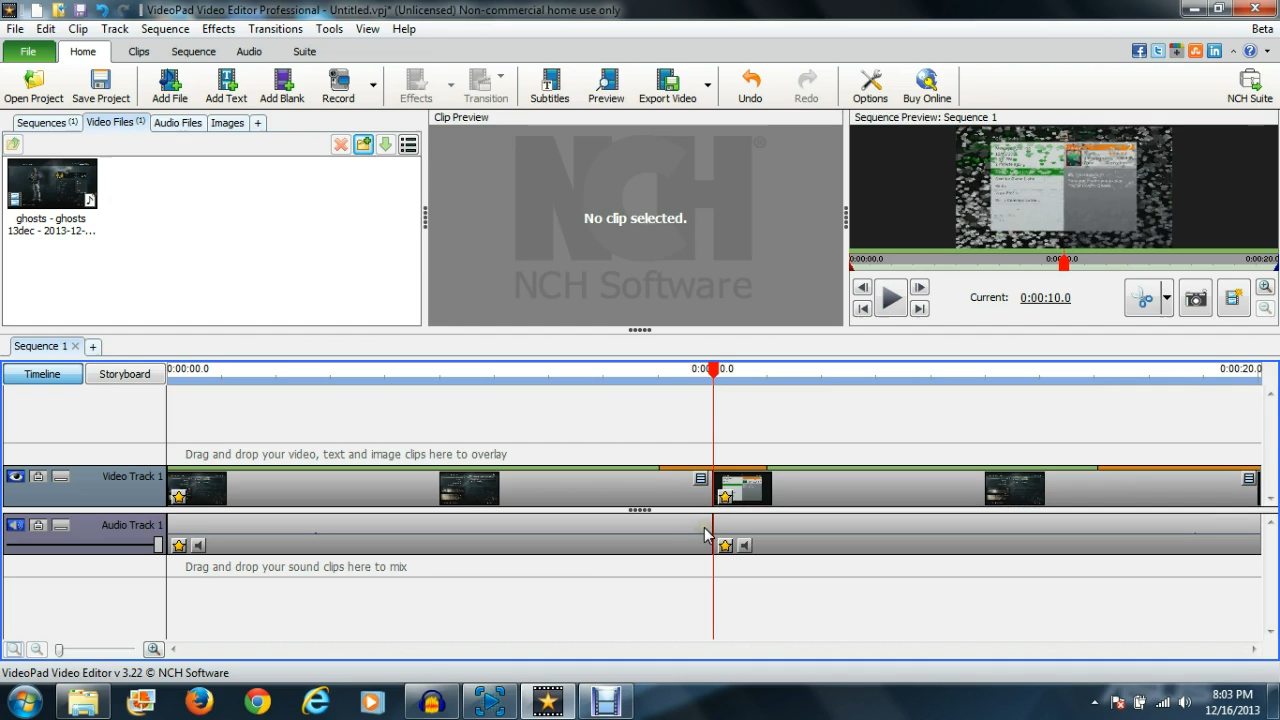 VideoPad Video Editor Professional - Untitled.vpj* (Unlicensed) Non-commercial home use only
File Edit Clip Track Sequence Effects Transitions Tools View Help
Beta
File Home Clips Sequence Audio Suite
Open Project Save Project Add File Add Text Add Blank Record Effects Transition Subtitles Preview Export Video Undo Redo Options Buy Online NCH Suite
Sequences (1) Video Files (1) Audio Files Images +
Clip Preview
Sequence Preview: Sequence 1
ghosts - ghosts
13dec - 2013-12-...
No clip selected.
NCH
NCH Software
0:00:00.0
0:00:20.0
Current: 0:00:10.0
Sequence 1
Timeline Storyboard
0:00:00.0
0:00:20.0
Drag and drop your video, text and image clips here to overlay
Video Track 1
Audio Track 1
Drag and drop your sound clips here to mix
VideoPad Video Editor v 3.22 © NCH Software
8:03 PM
12/16/2013